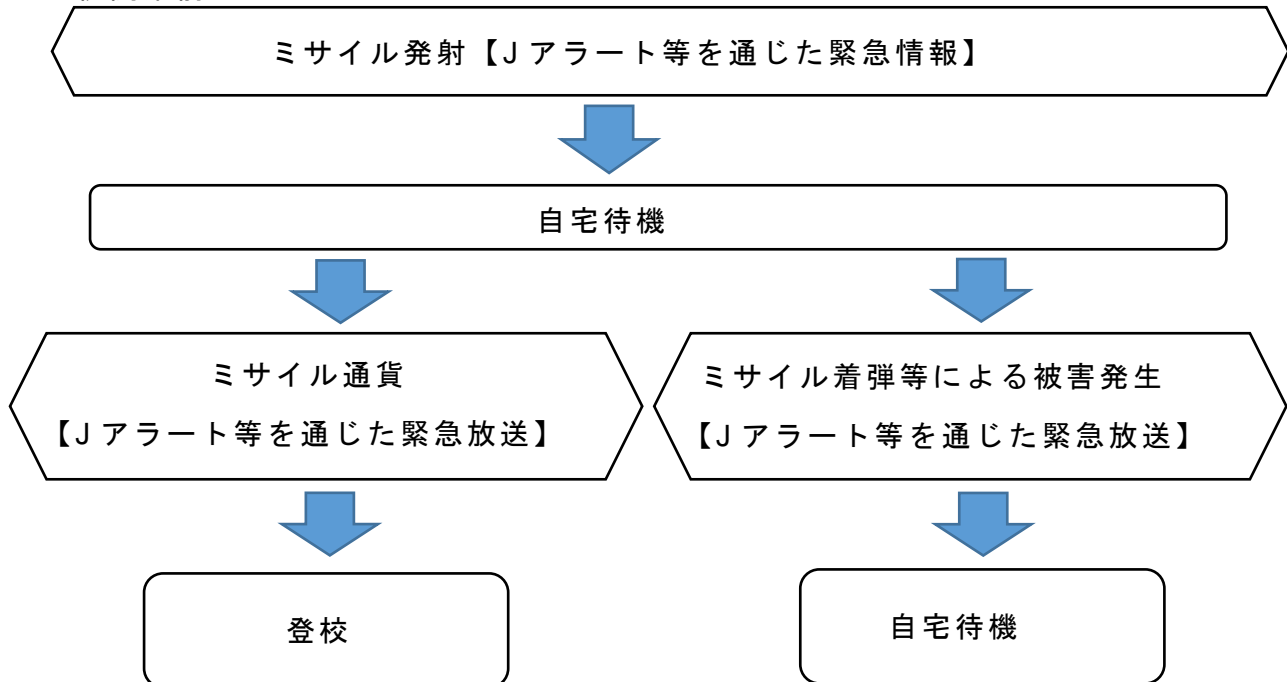 ミサイル発射【Jアラート等を通じた緊急情報】
自宅待機
ミサイル通貨
【Jアラート等を通じた緊急放送】
ミサイル着弾等による被害発生
【Jアラート等を通じた緊急放送】
登校
自宅待機